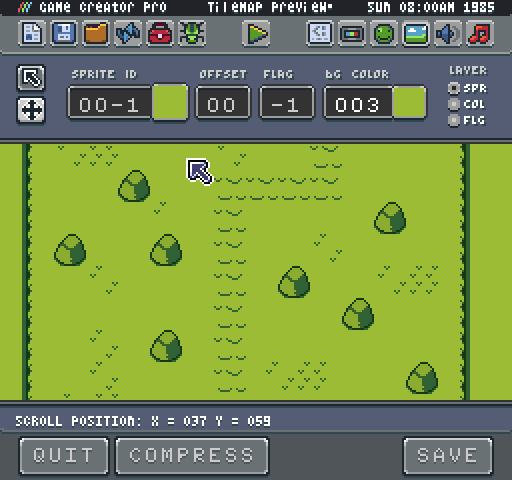 GAME CREATOR PRO TILEMAP PREVIEW* SUN 08:00AM 1985
SPRITE ID OFFSET FLAG BG COLOR LAYER
00-1 00 -1 003
SPR
COL
FLG
SCROLL POSITION: X = 037 Y = 059
QUIT COMPRESS SAVE